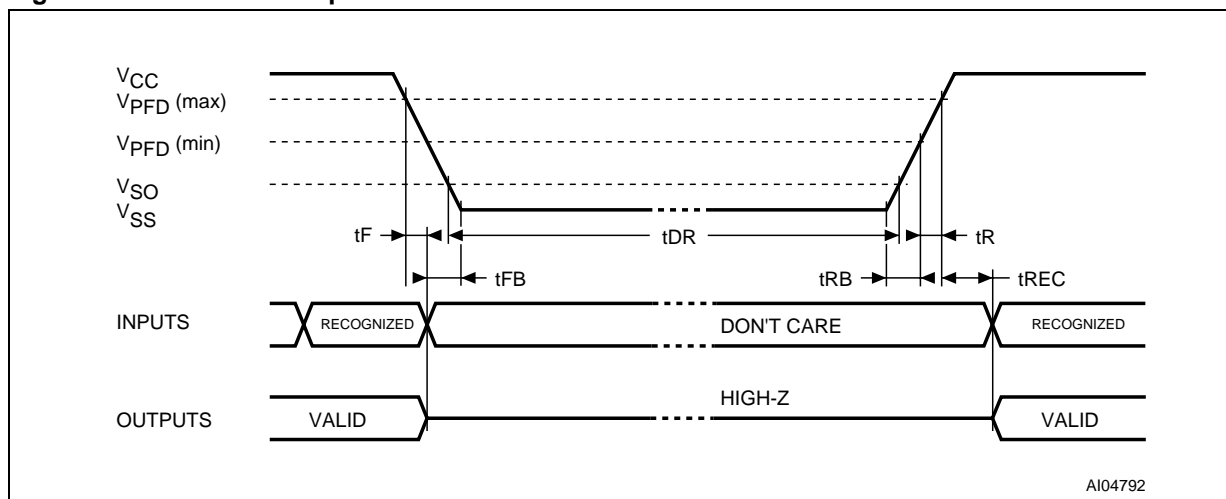 VCC
VPFD (max)
VPFD (min)
VSO
VSS
tF
tDR
tR
tFB
tRB
tREC
INPUTS
RECOGNIZED
DON'T CARE
RECOGNIZED
HIGH-Z
OUTPUTS
VALID
VALID
AI04792